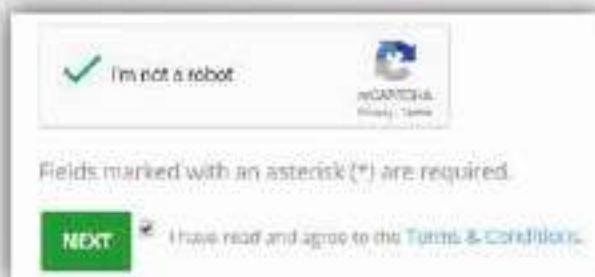 I'm not a robot
reCAPTCHA
Privacy - Terms
Fields marked with an asterisk (*) are required.
NEXT
I have read and agree to the Terms & Conditions.